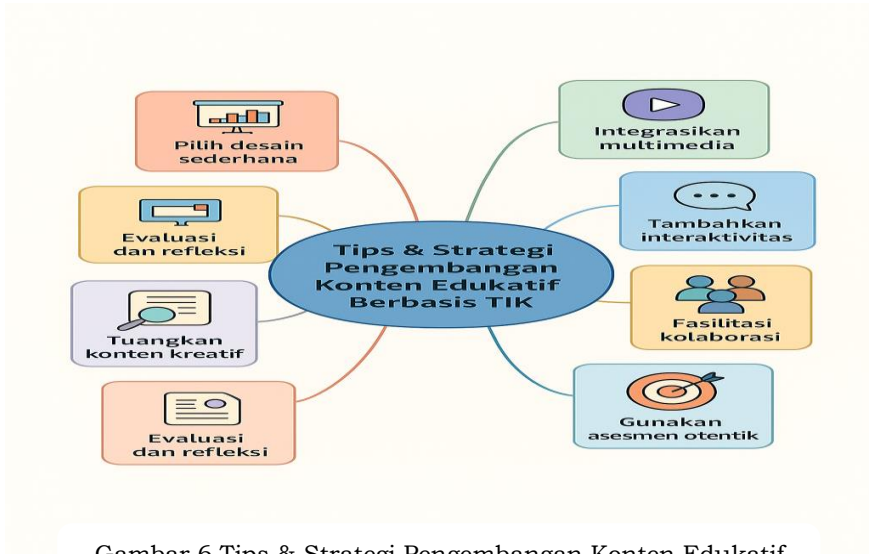 Pilih desain
sederhana
Evaluasi
dan refleksi
Tuangkan
konten kreatif
Evaluasi
dan refleksi
Tips & Strategi
Pengembangan
Konten Edukatif
Berbasis TIK
Integrasikan
multimedia
Tambahkan
interaktivitas
Fasilitasi
kolaborasi
Gunakan
asesmen otentik
Gambar 6 Tips & Strategi Pengembangan Konten Edukatif